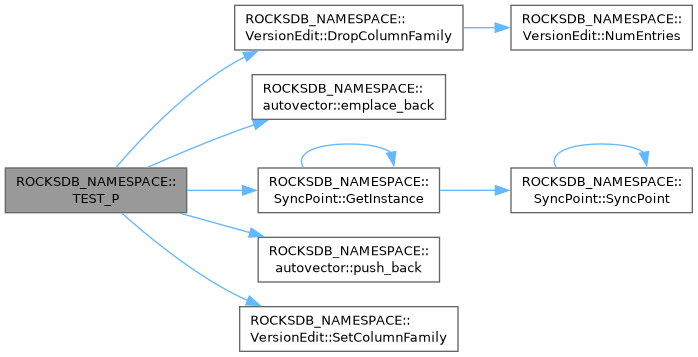 ROCKSDB_NAMESPACE::
TEST_P
ROCKSDB_NAMESPACE::
VersionEdit::DropColumnFamily
ROCKSDB_NAMESPACE::
VersionEdit::NumEntries
ROCKSDB_NAMESPACE::
autovector::emplace_back
ROCKSDB_NAMESPACE::
SyncPoint::GetInstance
ROCKSDB_NAMESPACE::
SyncPoint::SyncPoint
ROCKSDB_NAMESPACE::
autovector::push_back
ROCKSDB_NAMESPACE::
VersionEdit::SetColumnFamily